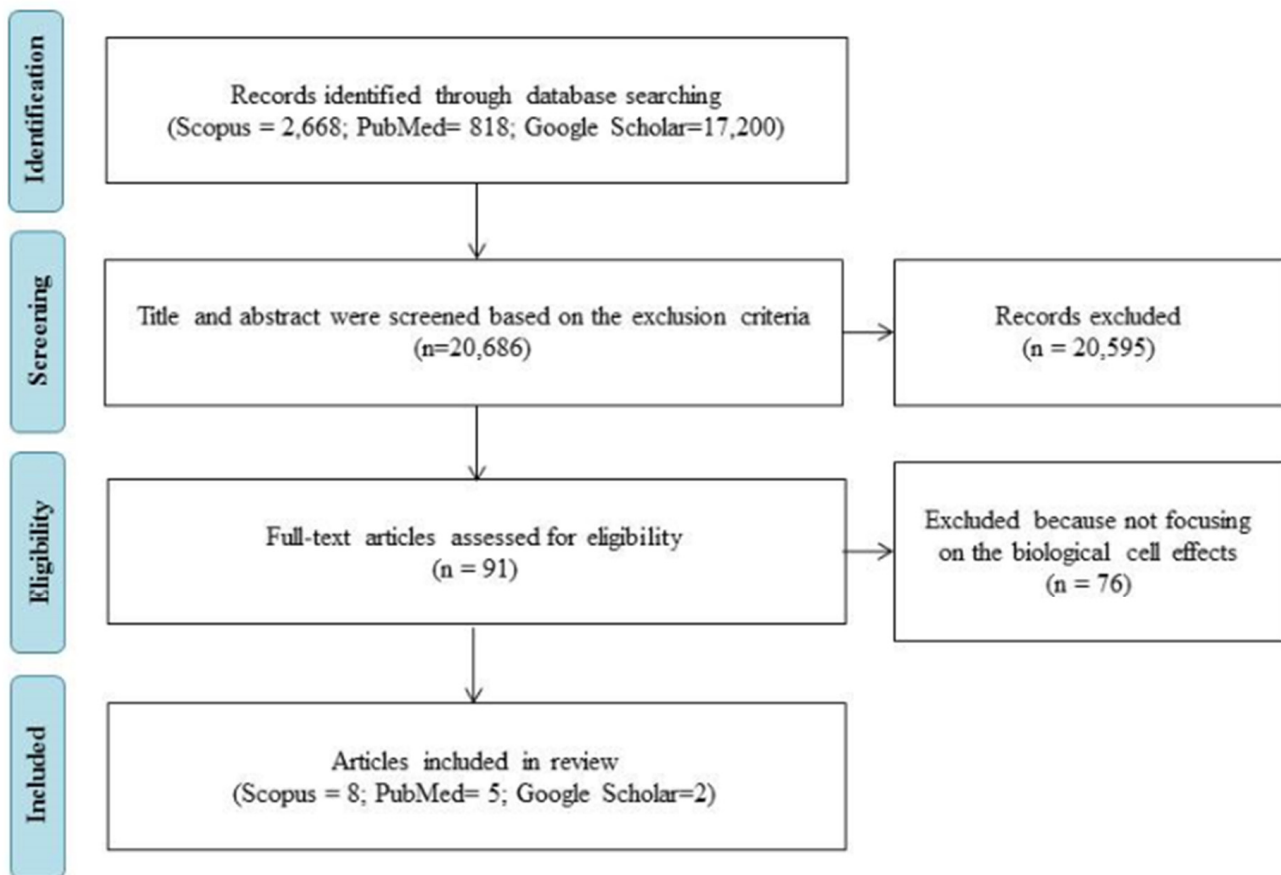 Identification
Records identified through database searching
(Scopus = 2,668; PubMed= 818; Google Scholar=17,200)
Screening
Title and abstract were screened based on the exclusion criteria
(n=20,686)
Records excluded
(n = 20,595)
Eligibility
Full-text articles assessed for eligibility
(n = 91)
Excluded because not focusing
on the biological cell effects
(n = 76)
Included
Articles included in review
(Scopus = 8; PubMed= 5; Google Scholar=2)